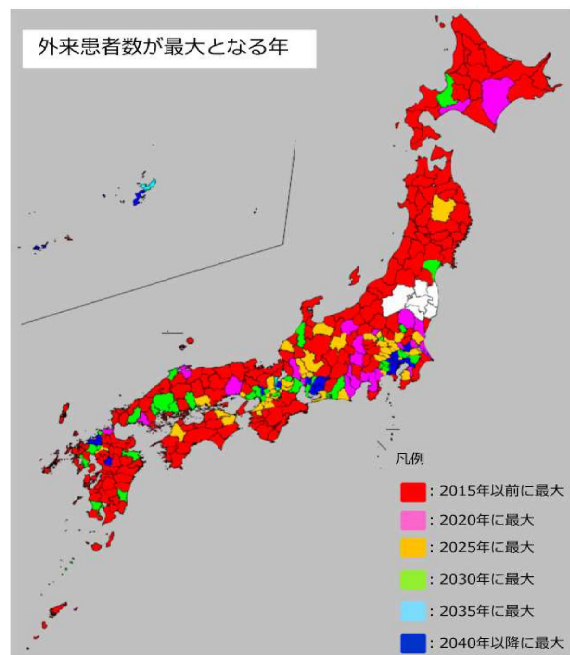 外来患者数が最大となる年
凡例
：2015年以前に最大
：2020年に最大
：2025年に最大
：2030年に最大
：2035年に最大
：2040年以降に最大